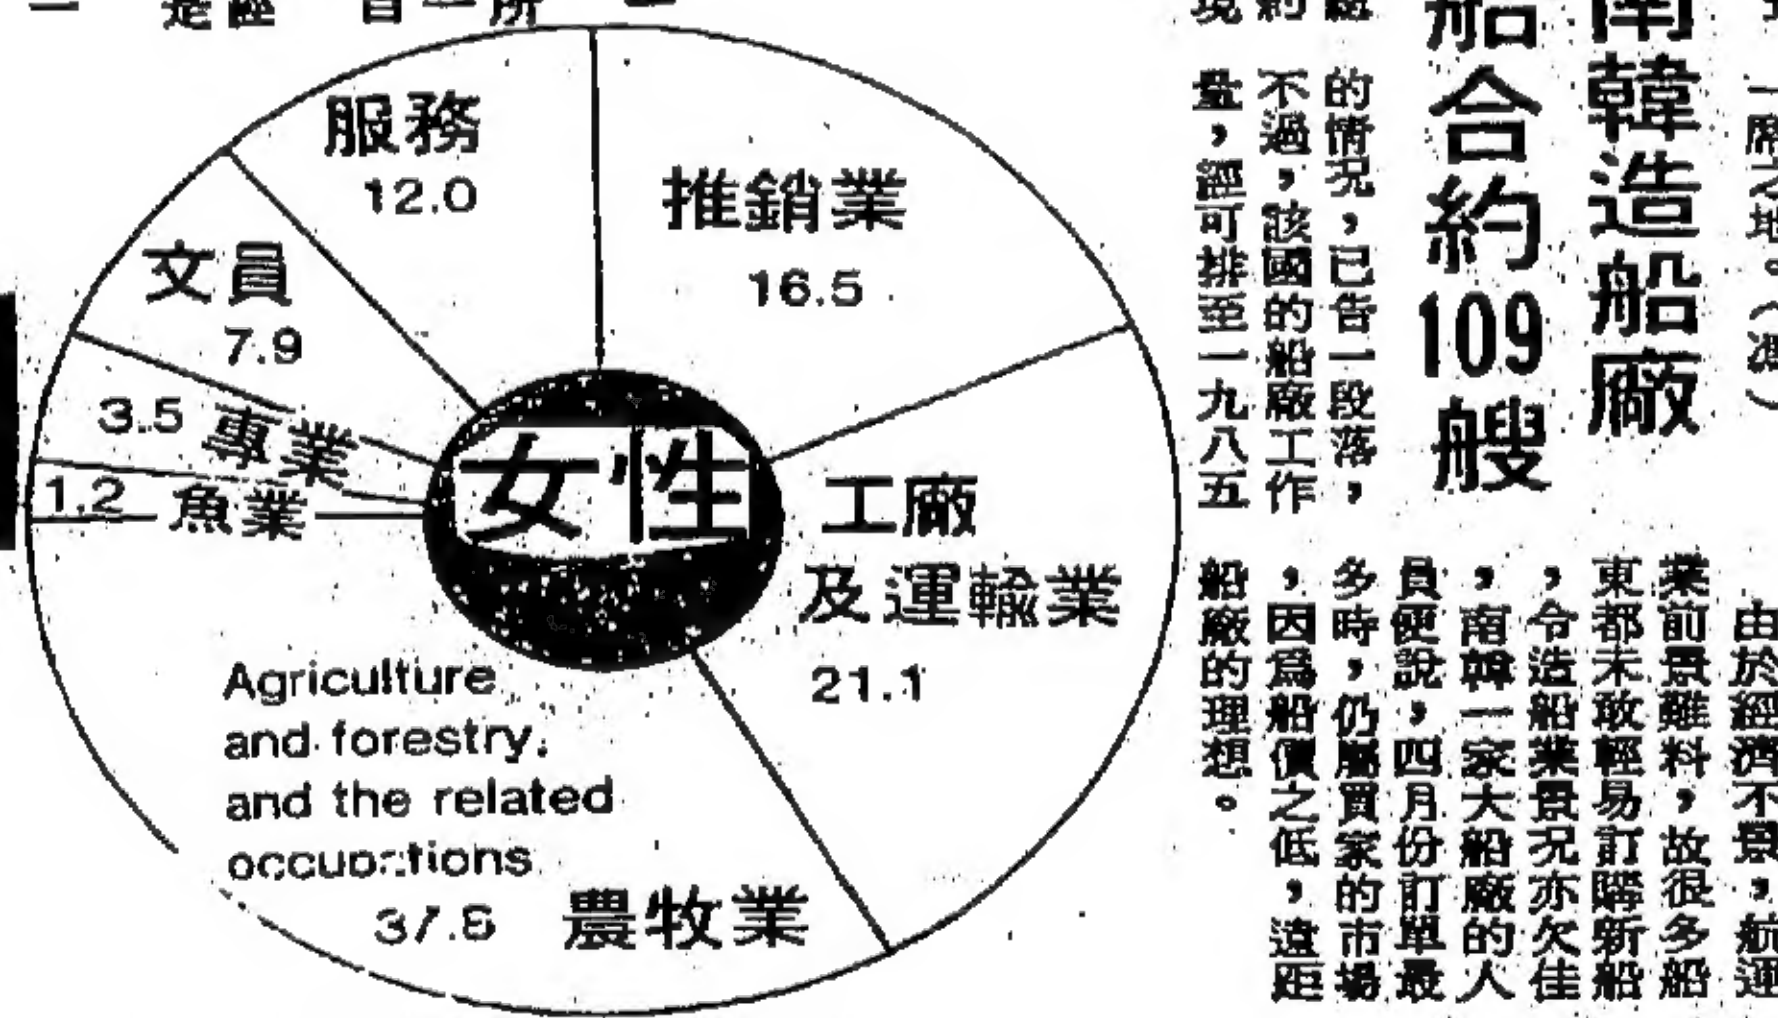 服務
12.0
推銷業
16.5
文員
7.9
3.5 專業
1.2 魚業
女性
工廠
及運輸業
21.1
Agriculture
and forestry,
and the related
農牧業
南韓造船廠
船合約109艘
一席之地。(馮)
由於經濟不景,航運
業前景難料,故很多船
東都未敢輕易訂購新船
,令造船業景況亦欠佳
,南韓一家大船廠的人
員便說,四月份訂單最
多時,仍屬買家的市場
,因爲船價之低,遠距
船廠的理想。
的情況,已告一段落,
不過,該國的船廠工作
量,經可排至一九八五